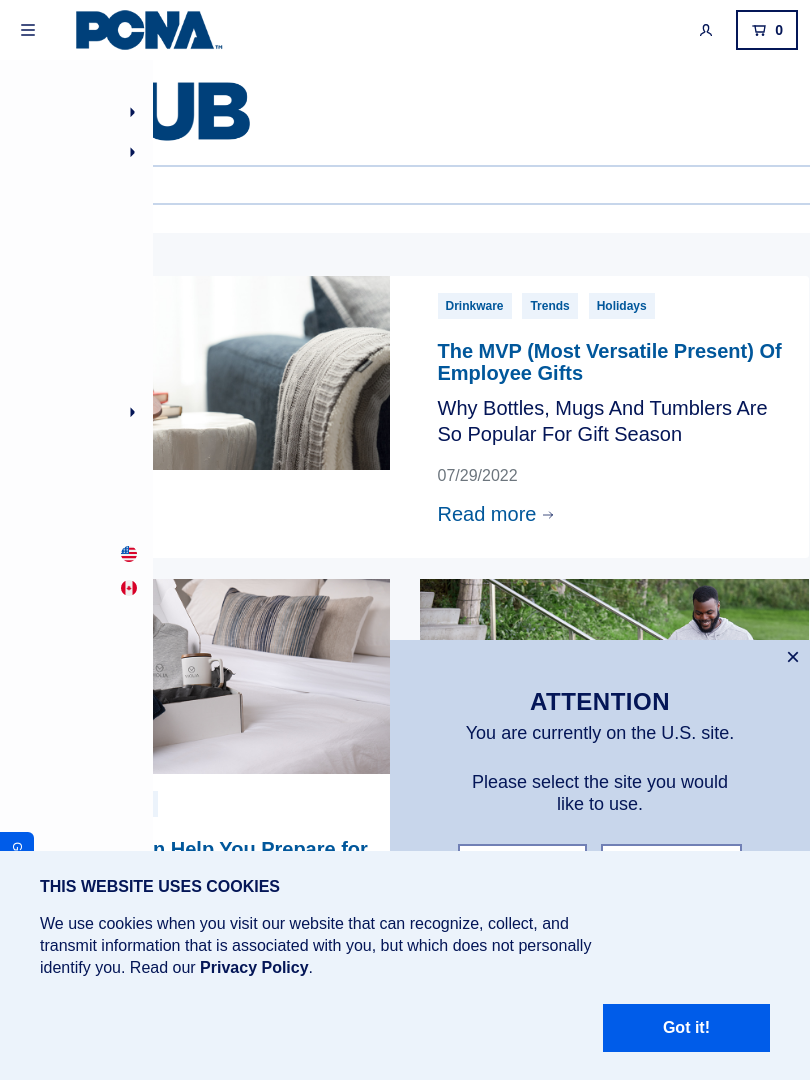 PCNA™
0
UB
Drinkware Trends Holidays
The MVP (Most Versatile Present) Of
Employee Gifts
Why Bottles, Mugs And Tumblers Are
So Popular For Gift Season
07/29/2022
Read more
ATTENTION
You are currently on the U.S. site.
Please select the site you would
like to use.
n Help You Prepare for
G
THIS WEBSITE USES COOKIES
We use cookies when you visit our website that can recognize, collect, and
transmit information that is associated with you, but which does not personally
identify you. Read our Privacy Policy.
Got it!